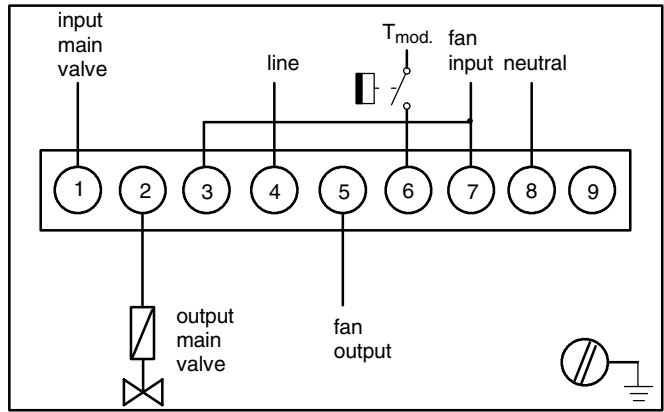 input
main
valve
line
Tmod.
fan
input
neutral
1 2 3 4 5 6 7 8 9
output
main
valve
fan
output